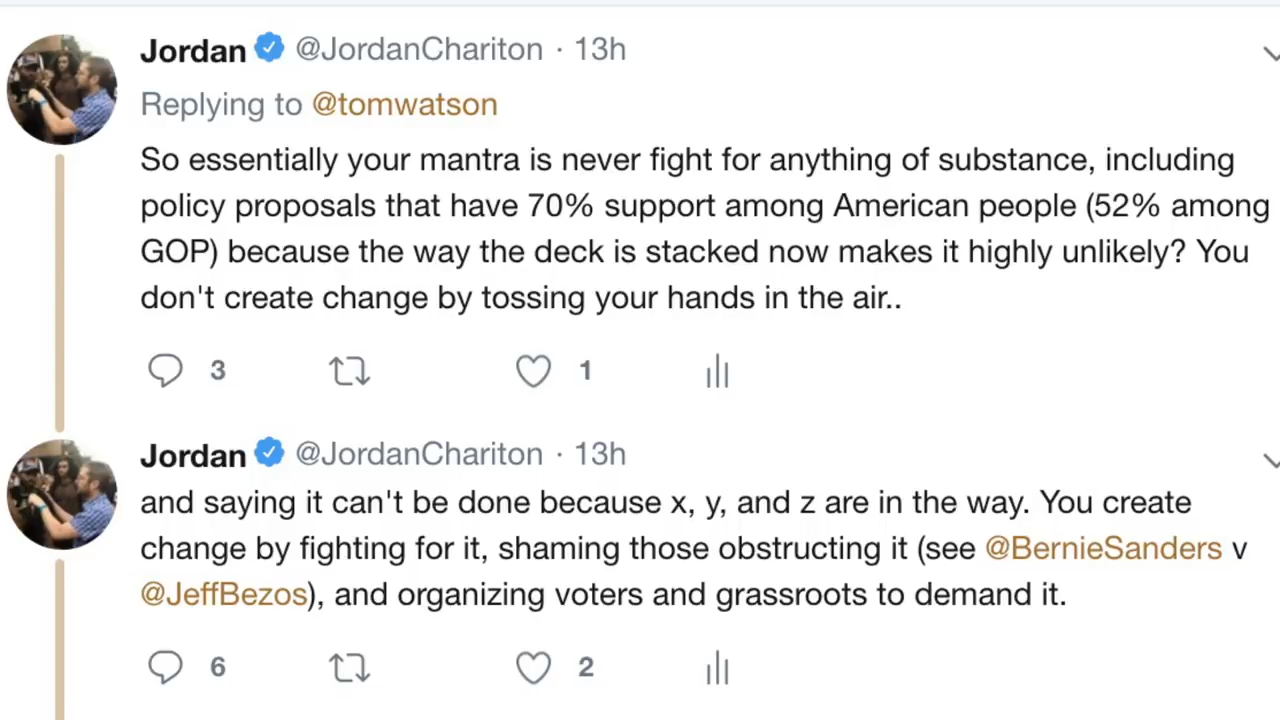 Jordan @JordanChariton · 13h
Replying to @tomwatson
So essentially your mantra is never fight for anything of substance, including
policy proposals that have 70% support among American people (52% among
GOP) because the way the deck is stacked now makes it highly unlikely? You
don't create change by tossing your hands in the air..
3 1
Jordan @JordanChariton · 13h
and saying it can't be done because x, y, and z are in the way. You create
change by fighting for it, shaming those obstructing it (see @BernieSanders v
@JeffBezos), and organizing voters and grassroots to demand it.
6 2